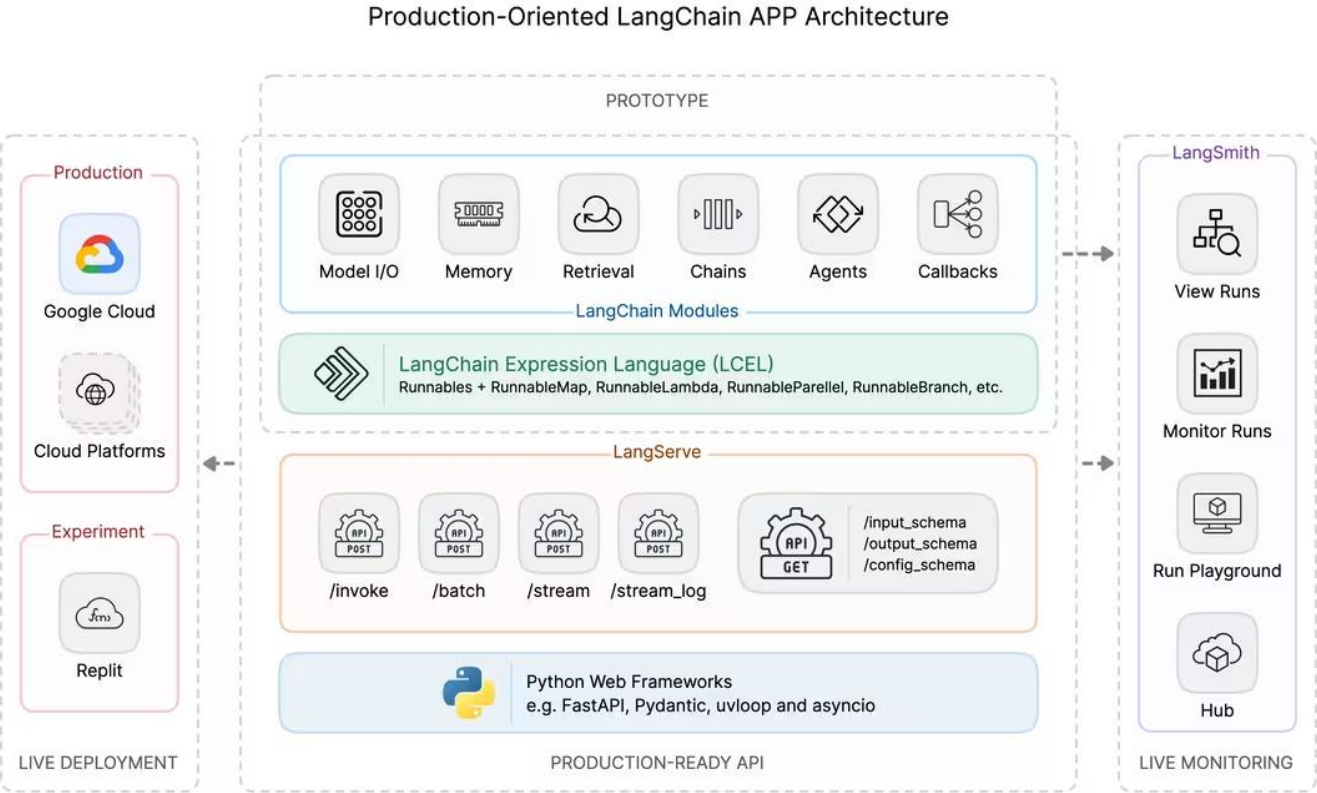 Production-Oriented LangChain APP Architecture
PROTOTYPE
Production
Google Cloud
Cloud Platforms
Experiment
f(m)
Replit
LIVE DEPLOYMENT
Model I/O
Memory
Retrieval
Chains
Agents
Callbacks
LangChain Modules
LangChain Expression Language (LCEL)
Runnables + RunnableMap, RunnableLambda, RunnableParellel, RunnableBranch, etc.
LangServe
API
POST
/invoke
API
POST
/batch
API
POST
/stream
API
POST
/stream_log
API
GET
/input_schema
/output_schema
/config_schema
Python Web Frameworks
e.g. FastAPI, Pydantic, uvloop and asyncio
PRODUCTION-READY API
LangSmith
View Runs
Monitor Runs
Run Playground
Hub
LIVE MONITORING